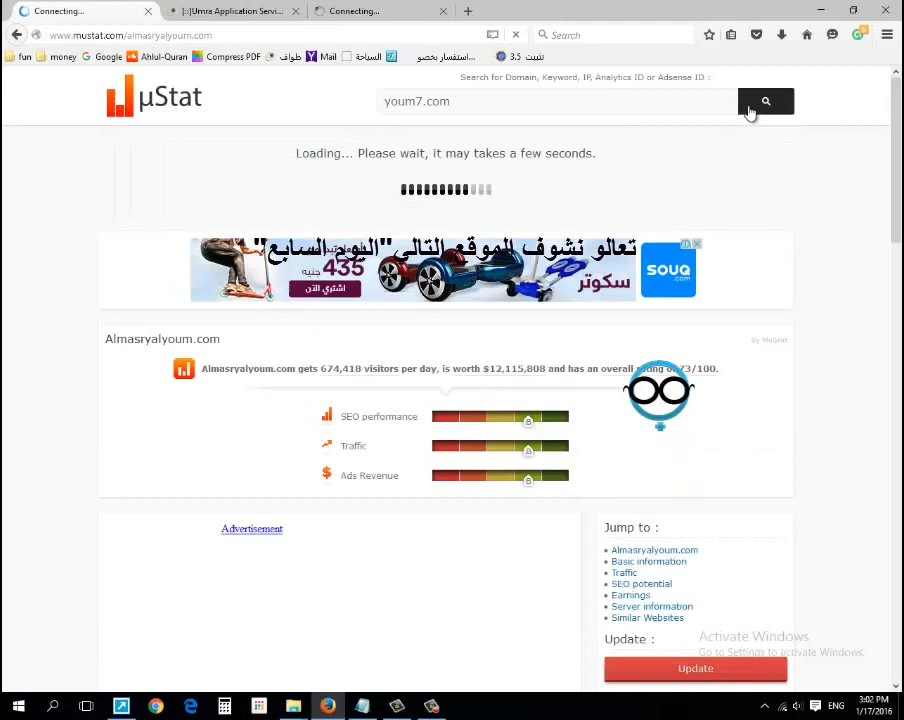 Connecting...
[::]Umra Application Servi...
Connecting...
www.mustat.com/almasryalyoum.com
Search
fun
money
Google
Ahlul-Quran
Compress PDF
طواف
Mail
السياحة
استفسار بخصو...
تثبيت 3.5
µStat
Search for Domain, Keyword, IP, Analytics ID or Adsense ID :
youm7.com
Loading... Please wait, it may takes a few seconds.
تعالو نشوف الموقع التالي"اليوم السابع"
435
جنيه
اشتري الآن
سكوتر
souq
.com
Almasryalyoum.com
By Mustat
Almasryalyoum.com gets 674,418 visitors per day, is worth $12,115,808 and has an overall rating of 73/100.
SEO performance
B
Traffic
B
Ads Revenue
B
Advertisement
Jump to :
Almasryalyoum.com
Basic information
Traffic
SEO potential
Earnings
Server information
Similar Websites
Update :
Update
Activate Windows
Go to Settings to activate Windows.
ENG
3:02 PM
1/17/2016